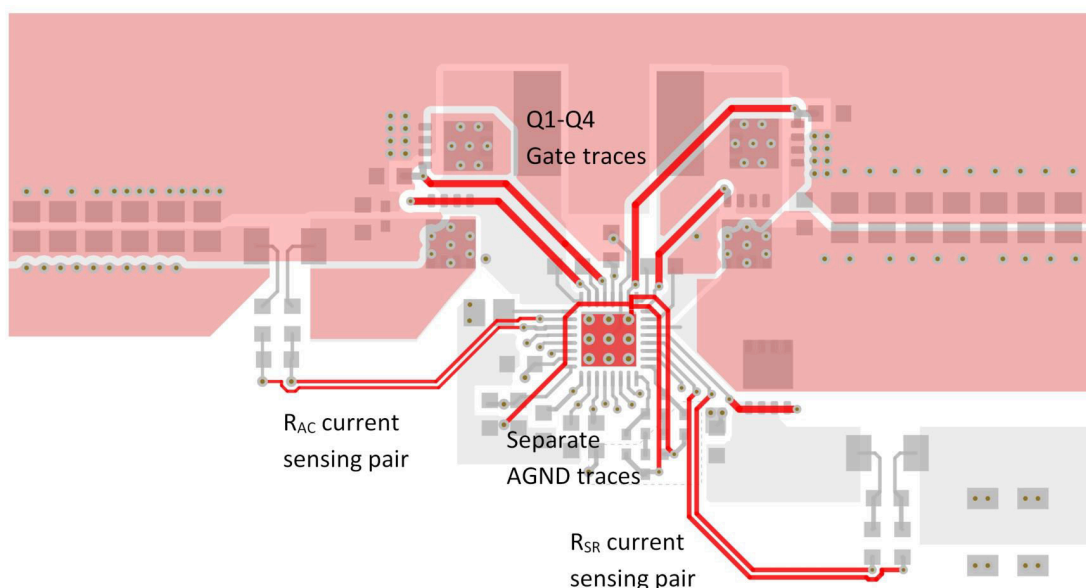 Q1-Q4
Gate traces
RAC current
sensing pair
Separate
AGND traces
RSR current
sensing pair